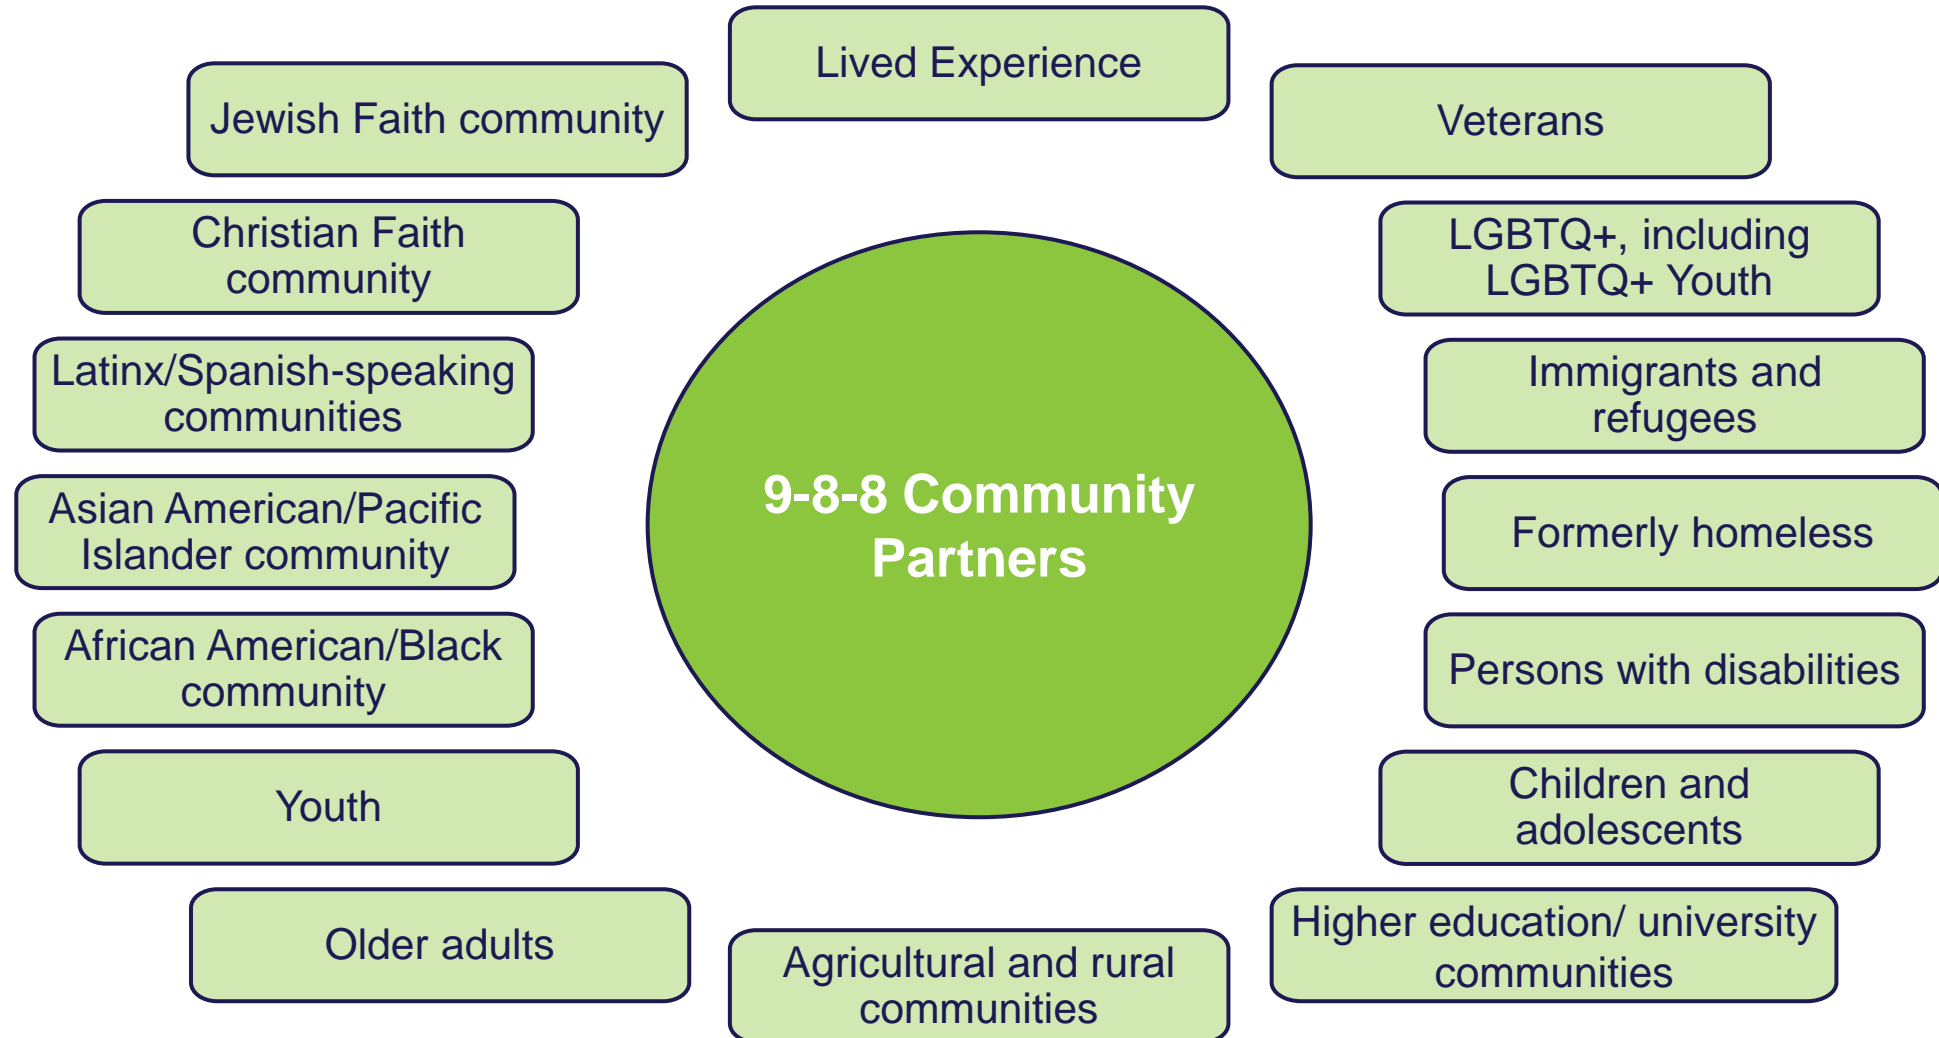 Lived Experience
Jewish Faith community
Veterans
Christian Faith
community
LGBTQ+, including
LGBTQ+ Youth
Latinx/Spanish-speaking
communities
Immigrants and
refugees
9-8-8 Community
Partners
Asian American/Pacific
Islander community
Formerly homeless
African American/Black
community
Persons with disabilities
Youth
Children and
adolescents
Older adults
Higher education/ university
communities
Agricultural and rural
communities